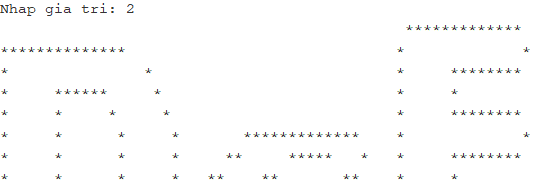 Nhap gia tri: 2
                                                    *************
**************                                     *               *
*                  *                               *      ********
*      ******      *                               *      *
*      *      *      *                             *      ********
*      *       *      *        *************     *               *
*      *       *      *      **      *****    *   *      ********
*      *       *      *    **     **        **    *      *